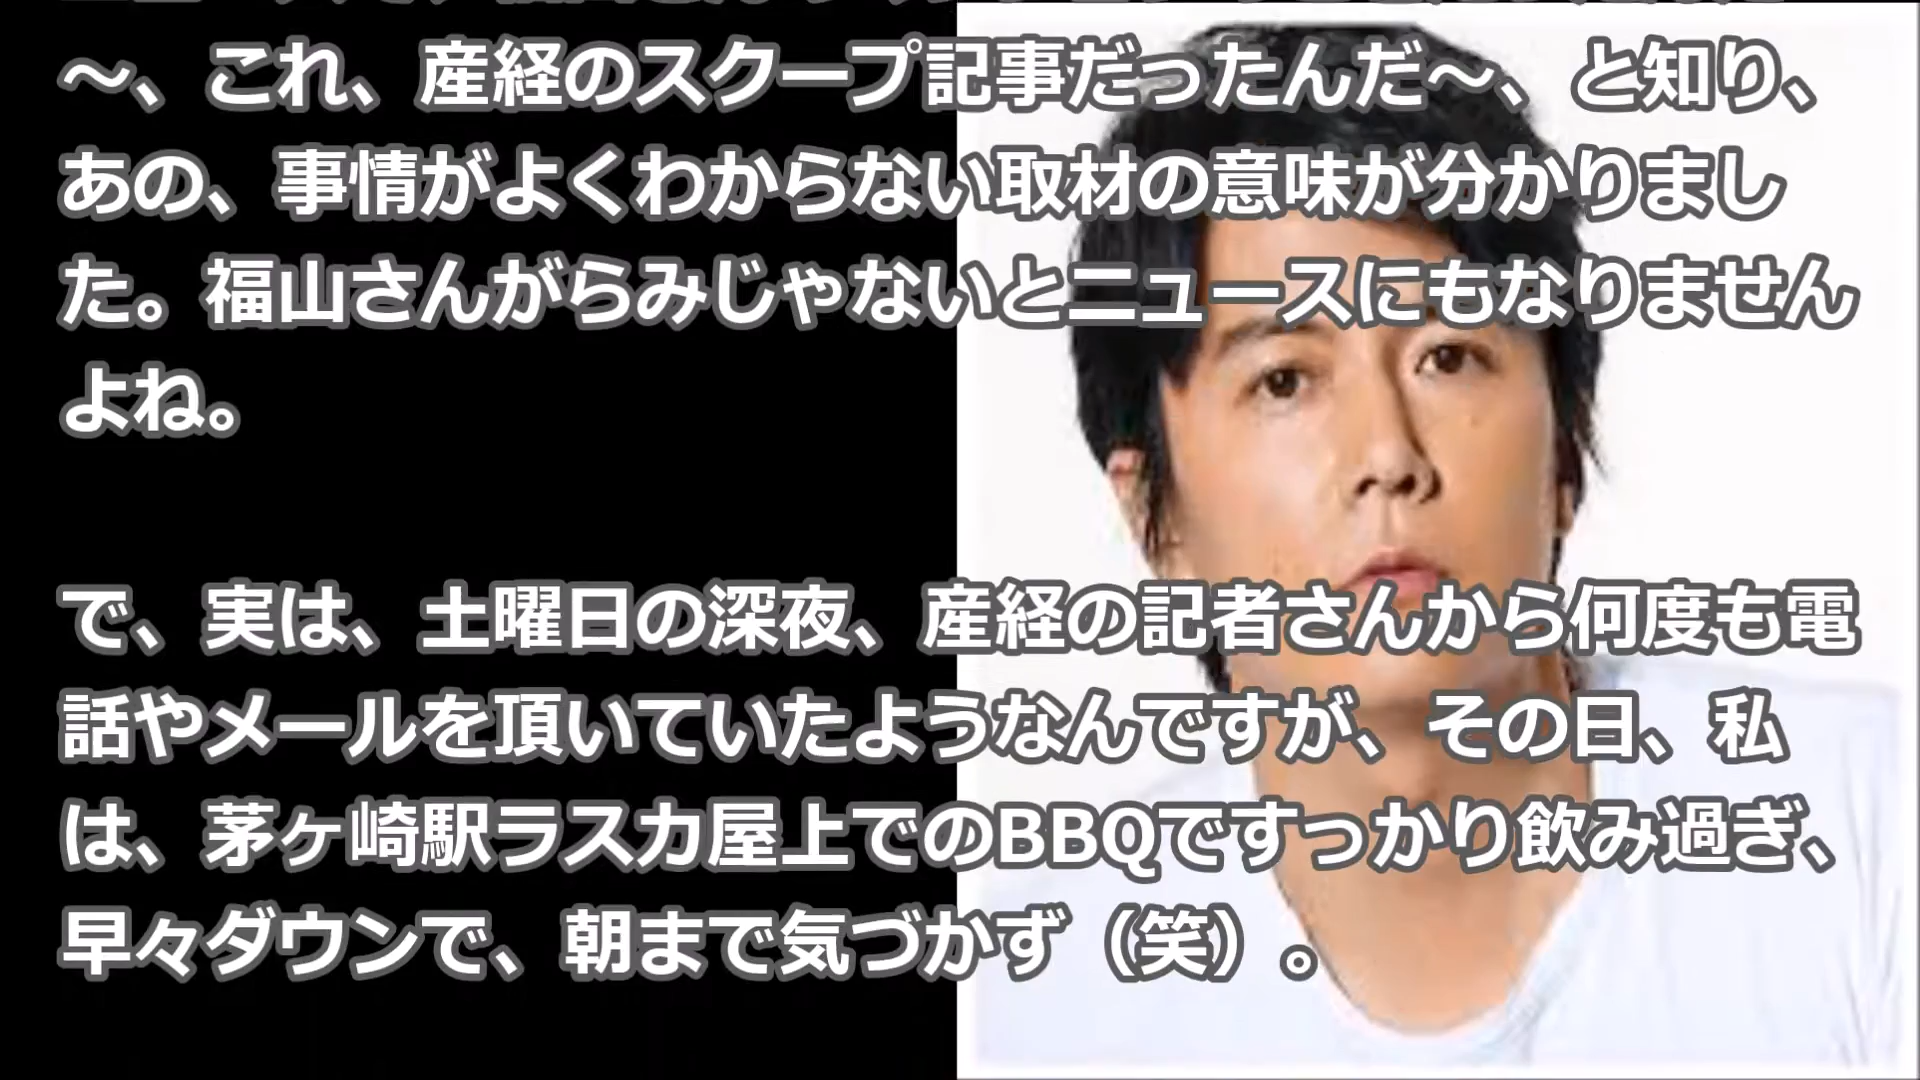 ～、これ、産経のスクープ記事だったんだ～、と知り、
あの、事情がよくわからない取材の意味が分かりまし
た。福山さんがらみじゃないとニュースにもなりません
よね。
で、実は、土曜日の深夜、産経の記者さんから何度も電
話やメールを頂いていたようなんですが、その日、私
は、茅ヶ崎駅ラスカ屋上でのBBQですっかり飲み過ぎ、
早々ダウンで、朝まで気づかず（笑）。